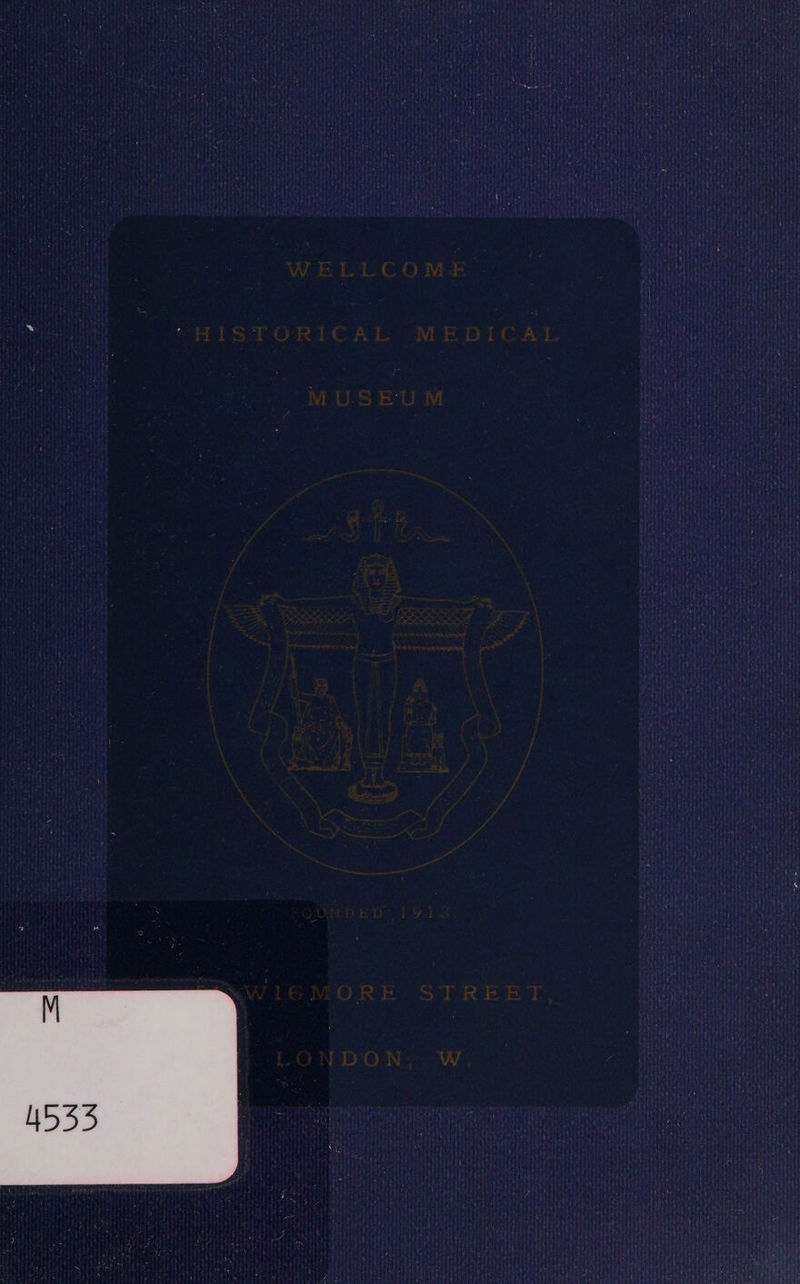 WELLCOME
HISTORICAL MEDICAL
MUSEUM
FOUNDED 1913
WIGMORE STREET,
LONDON, W.
M
4533